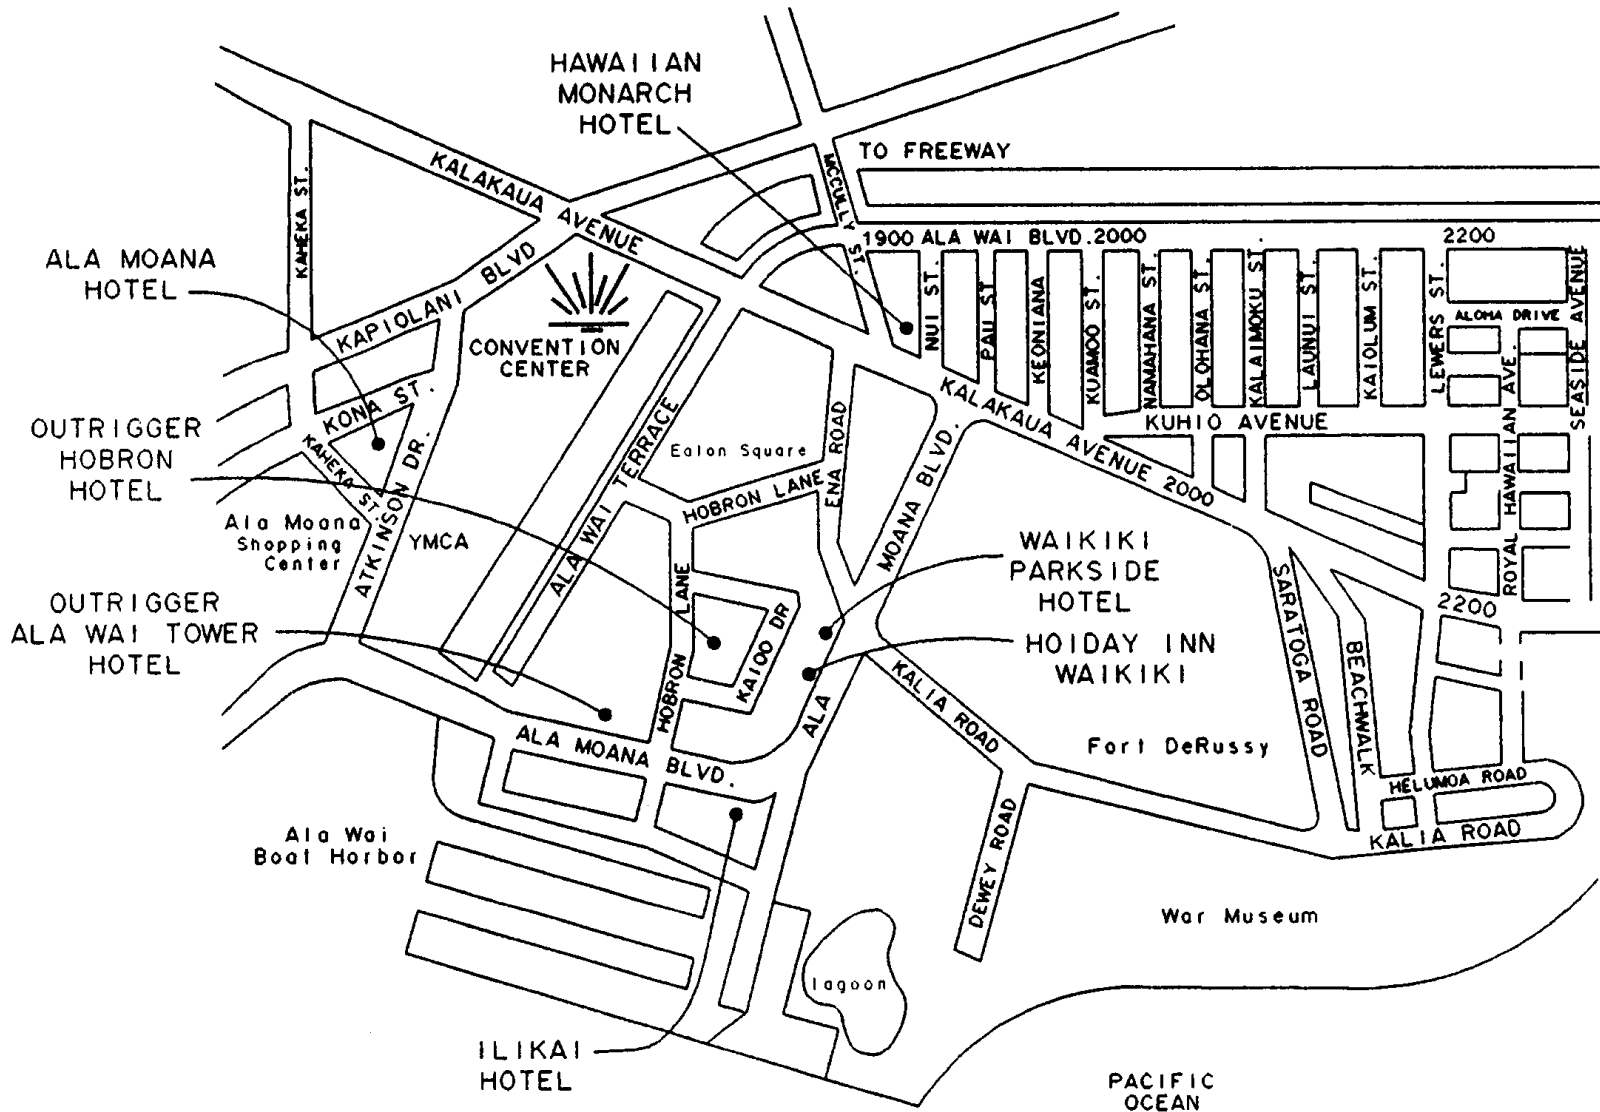 HAWAIIAN
MONARCH
HOTEL
TO FREEWAY
KALAKAUA AVENUE
MCCULLY ST.
KAHEKA ST.
1900 ALA WAI BLVD. 2000
2200
ALA MOANA
HOTEL
KAPIOLANI BLVD
CONVENTION
CENTER
NUI ST.
PAU ST.
KEONIANA
KUAMOO ST.
NAMAHANA ST.
OLOHANA ST.
KALAIMOKU ST.
LAUNUI ST.
KAIOLUM ST.
LEWERS ST.
ALOHA DRIVE
ROYAL HAWAIIAN AVE.
SEASIDE AVENUE
KONA ST.
KAHEKA ST.
ATKINSON DR.
KALAKAUA AVENUE 2000
KUHIO AVENUE
OUTRIGGER
HOBRON
HOTEL
Ealon Square
ENA ROAD
HOBRON LANE
ALA WAI TERRACE
ALA MOANA BLVD.
Ala Moana
Shopping
Center
YMCA
WAIKIKI
PARKSIDE
HOTEL
OUTRIGGER
ALA WAI TOWER
HOTEL
HOBRON LANE
KAIOO DR
HOIDAY INN
WAIKIKI
2200
SARATOGA ROAD
BEACHWALK
KALIA ROAD
Fort DeRussy
ALA MOANA BLVD.
HELUMOA ROAD
KALIA ROAD
Ala Wai
Boat Horbor
DEWEY ROAD
War Museum
lagoon
ILIKAI
HOTEL
PACIFIC
OCEAN